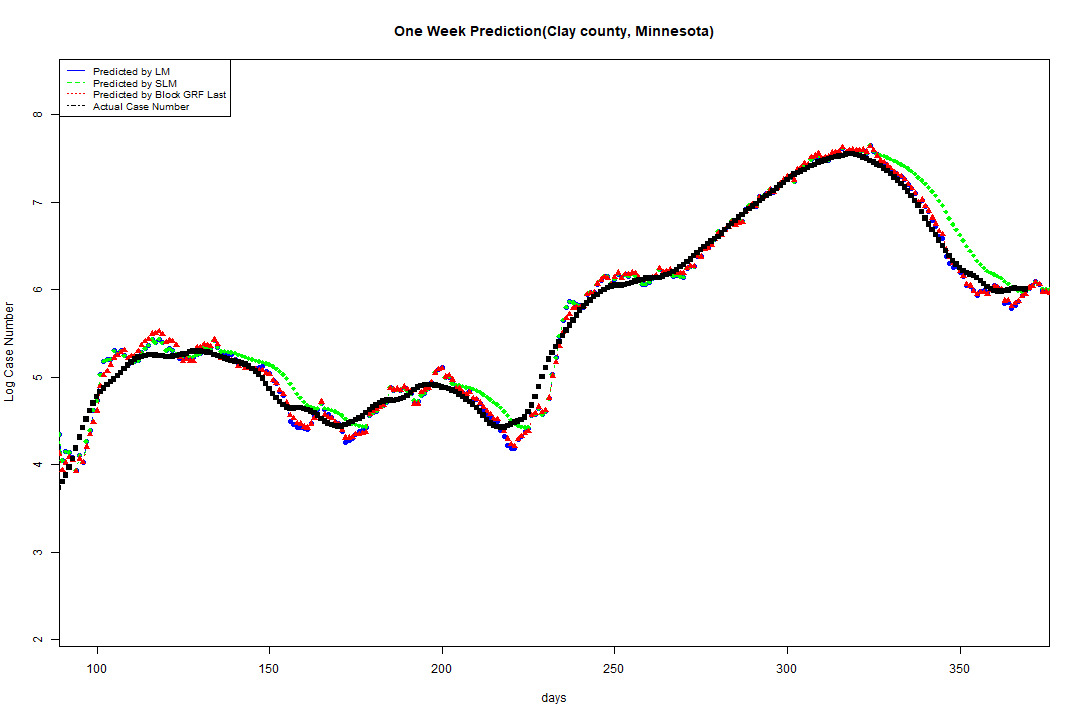 One Week Prediction(Clay county, Minnesota)
Predicted by LM
Predicted by SLM
Predicted by Block GRF Last
Actual Case Number
8
7
6
5
4
3
2
Log Case Number
100 150 200 250 300 350
days